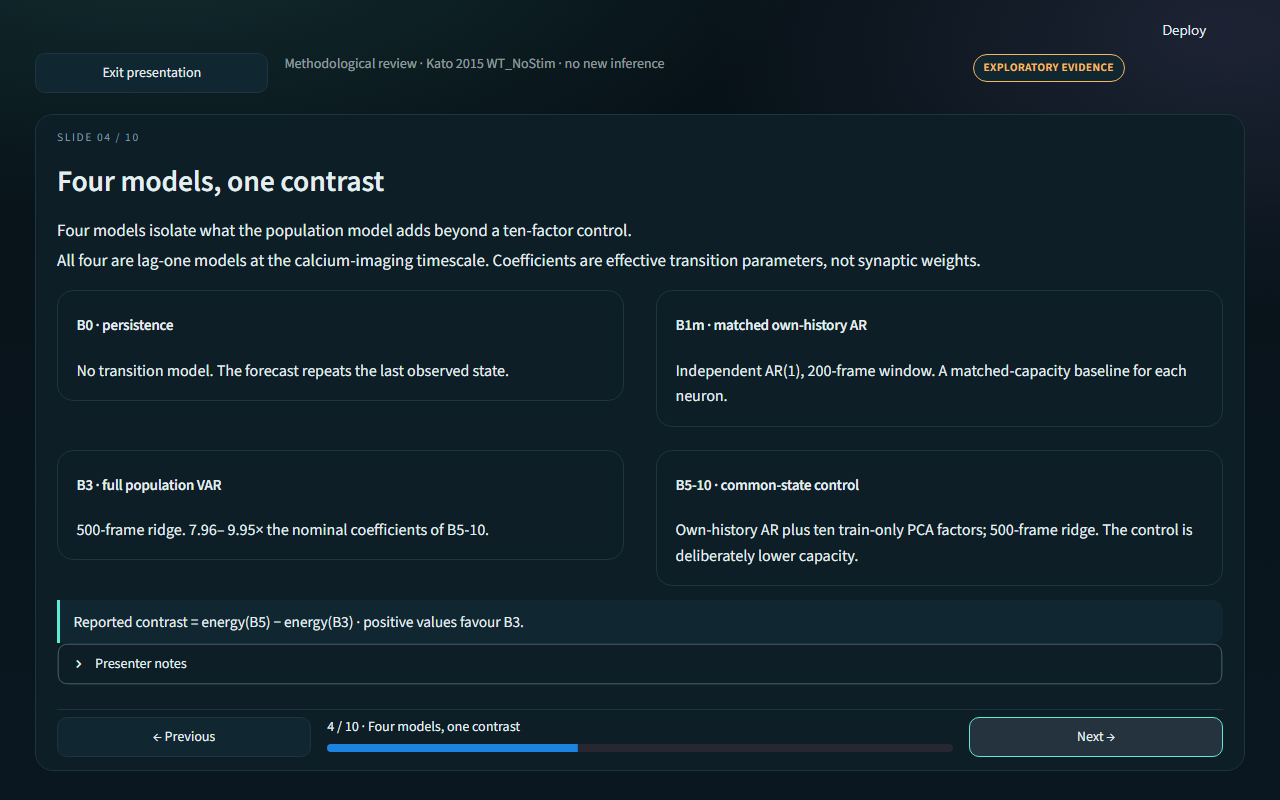 Deploy
Exit presentation
Methodological review · Kato 2015 WT_NoStim · no new inference
EXPLORATORY EVIDENCE
SLIDE 04 / 10
Four models, one contrast
Four models isolate what the population model adds beyond a ten-factor control.
All four are lag-one models at the calcium-imaging timescale. Coefficients are effective transition parameters, not synaptic weights.
B0 · persistence
No transition model. The forecast repeats the last observed state.
B1m · matched own-history AR
Independent AR(1), 200-frame window. A matched-capacity baseline for each
neuron.
B3 · full population VAR
500-frame ridge. 7.96– 9.95× the nominal coefficients of B5-10.
B5-10 · common-state control
Own-history AR plus ten train-only PCA factors; 500-frame ridge. The control is
deliberately lower capacity.
Reported contrast = energy(B5) − energy(B3) · positive values favour B3.
Presenter notes
← Previous
4 / 10 · Four models, one contrast
Next →